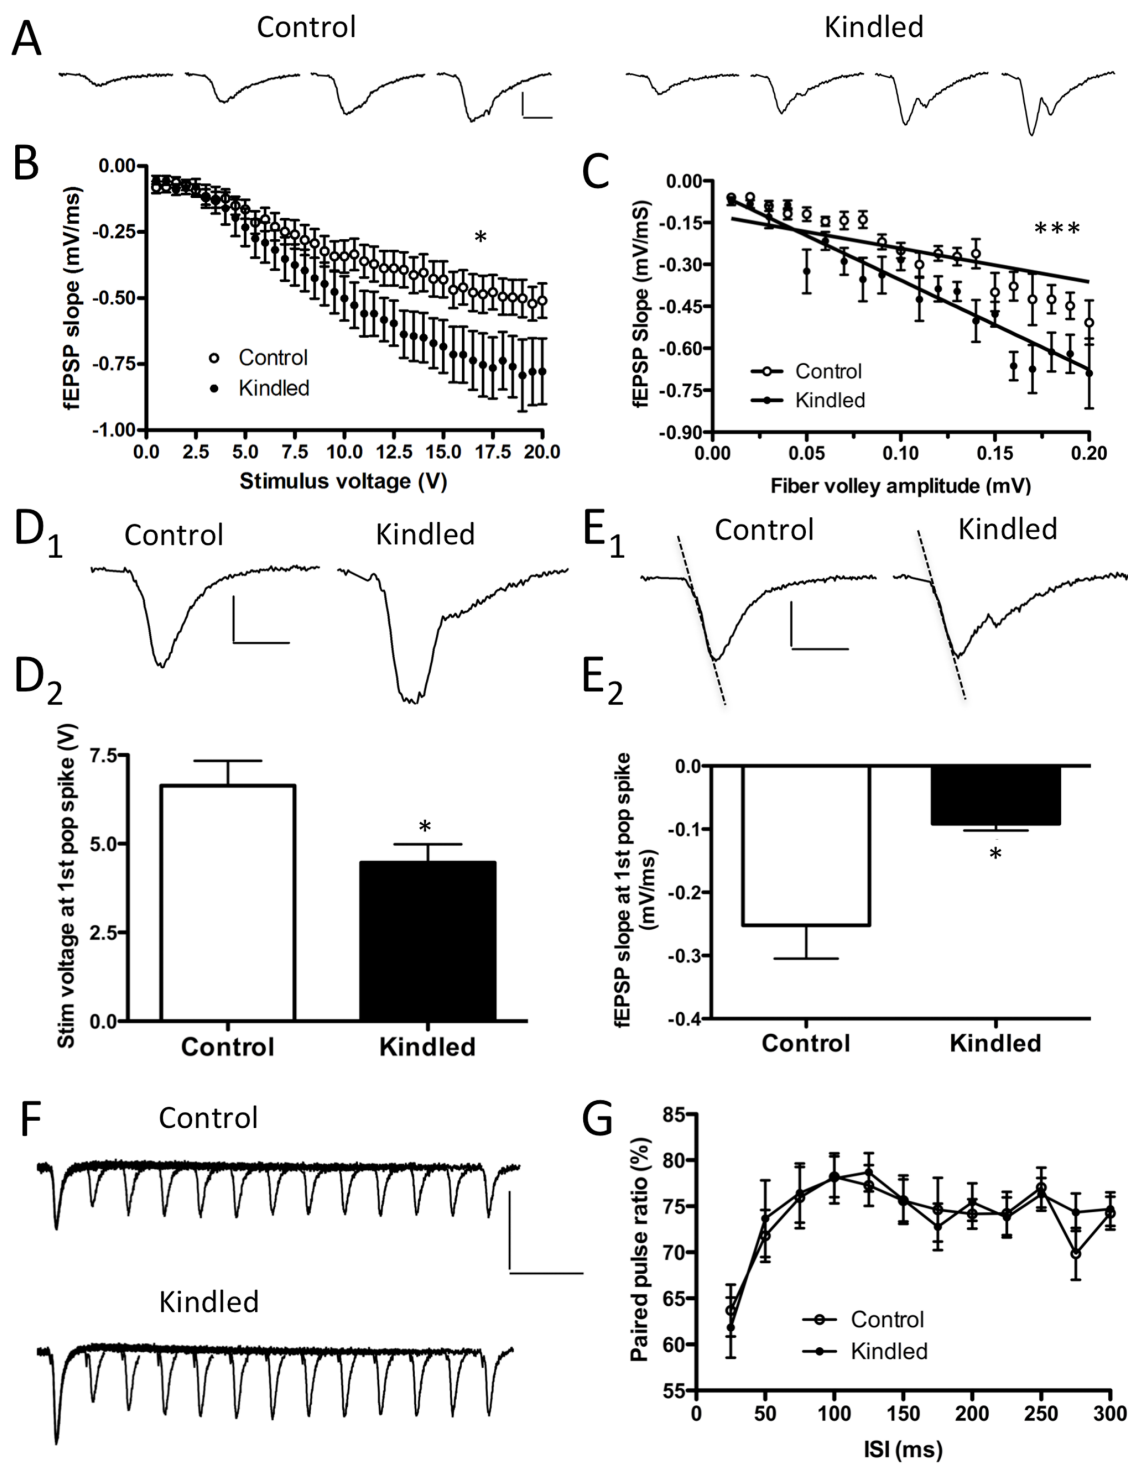 A
Control
Kindled
B
fEPSP slope (mV/ms)
0.00
-0.25
-0.50
-0.75
-1.00
*
Control
Kindled
0.0 2.5 5.0 7.5 10.0 12.5 15.0 17.5 20.0
Stimulus voltage (V)
C
fEPSP Slope (mV/mS)
0.00
-0.15
-0.30
-0.45
-0.60
-0.75
-0.90
***
Control
Kindled
0.00 0.05 0.10 0.15 0.20
Fiber volley amplitude (mV)
D1
Control
Kindled
E1
Control
Kindled
D2
Stim voltage at 1st pop spike (V)
7.5
5.0
2.5
0.0
*
Control Kindled
E2
fEPSP slope at 1st pop spike
(mV/ms)
0.0
-0.1
-0.2
-0.3
-0.4
*
Control Kindled
F
Control
Kindled
G
Paired pulse ratio (%)
85
80
75
70
65
60
55
Control
Kindled
0 50 100 150 200 250 300
ISI (ms)